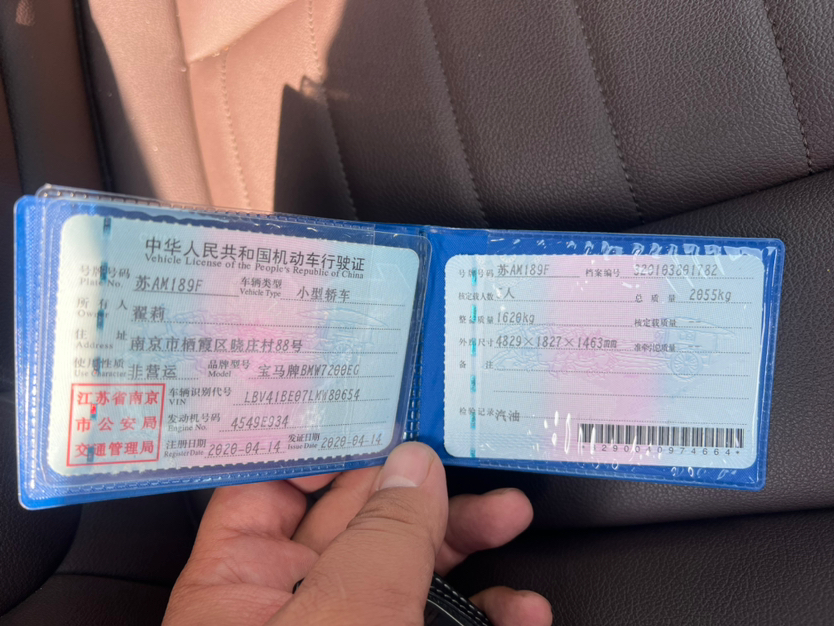 中华人民共和国机动车行驶证
Vehicle License of the People's Republic of China
号牌号码 苏AM189F 车辆类型 小型轿车
Plate No. Vehicle Type
所有人 翟莉
Owner
住址 南京市栖霞区晓庄村88号
Address
使用性质 非营运 品牌型号 宝马牌BMW7200EG
Use Character Model
江苏省南京
市公安局
交通管理局
车辆识别代号
VIN
发动机号码
Engine No.
注册日期 2020-04-14 发证日期 2020-04-14
Register Date Issue Date
号牌号码 苏AM189F 档案编号
核定载人数 5人 总质量 2055kg
整备质量 1620kg 核定载质量 --
外廓尺寸 4829×1827×1463mm 准牵引总质量 --
备注
检验记录 汽油
*1290040974664*